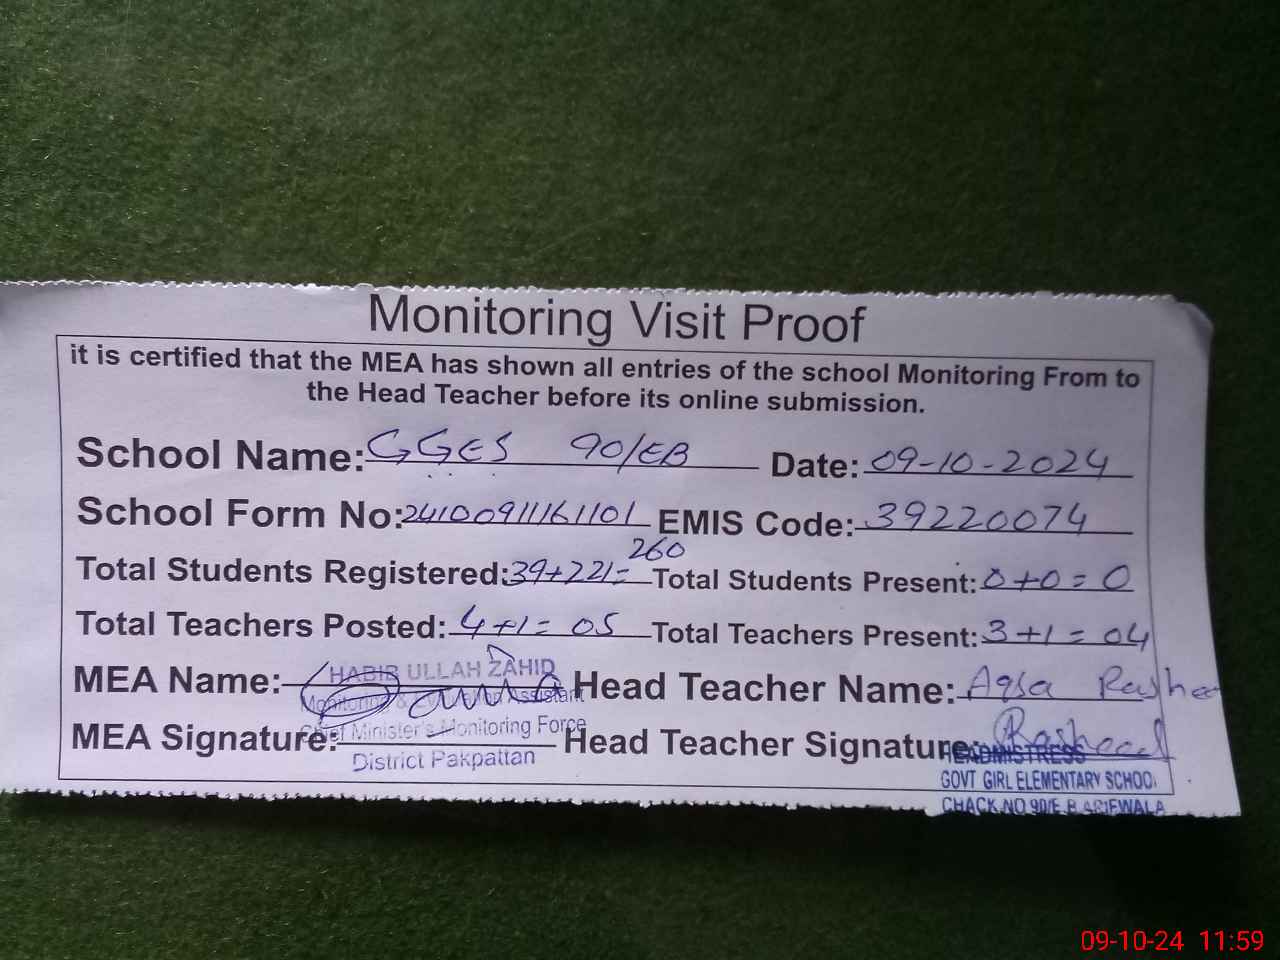 Monitoring Visit Proof
it is certified that the MEA has shown all entries of the school Monitoring From to
the Head Teacher before its online submission.
School Name: GGES 90/EB Date: 09-10-2024
School Form No: 24100911161101 EMIS Code: 39220074
Total Students Registered: 39+221= 260 Total Students Present: 0+0=0
Total Teachers Posted: 4+1= 05 Total Teachers Present: 3+1=04
MEA Name: HABIB ULLAH ZAHID Head Teacher Name: Aqsa Rashee
Monitoring & Evaluation Assistant
MEA Signature: Chief Minister's Monitoring Force Head Teacher Signature: Rasheed
District Pakpattan
HEADMISTRESS
GOVT GIRL ELEMENTARY SCHOOL
CHACK NO 90/E.B ARIFWALA
09-10-24 11:59